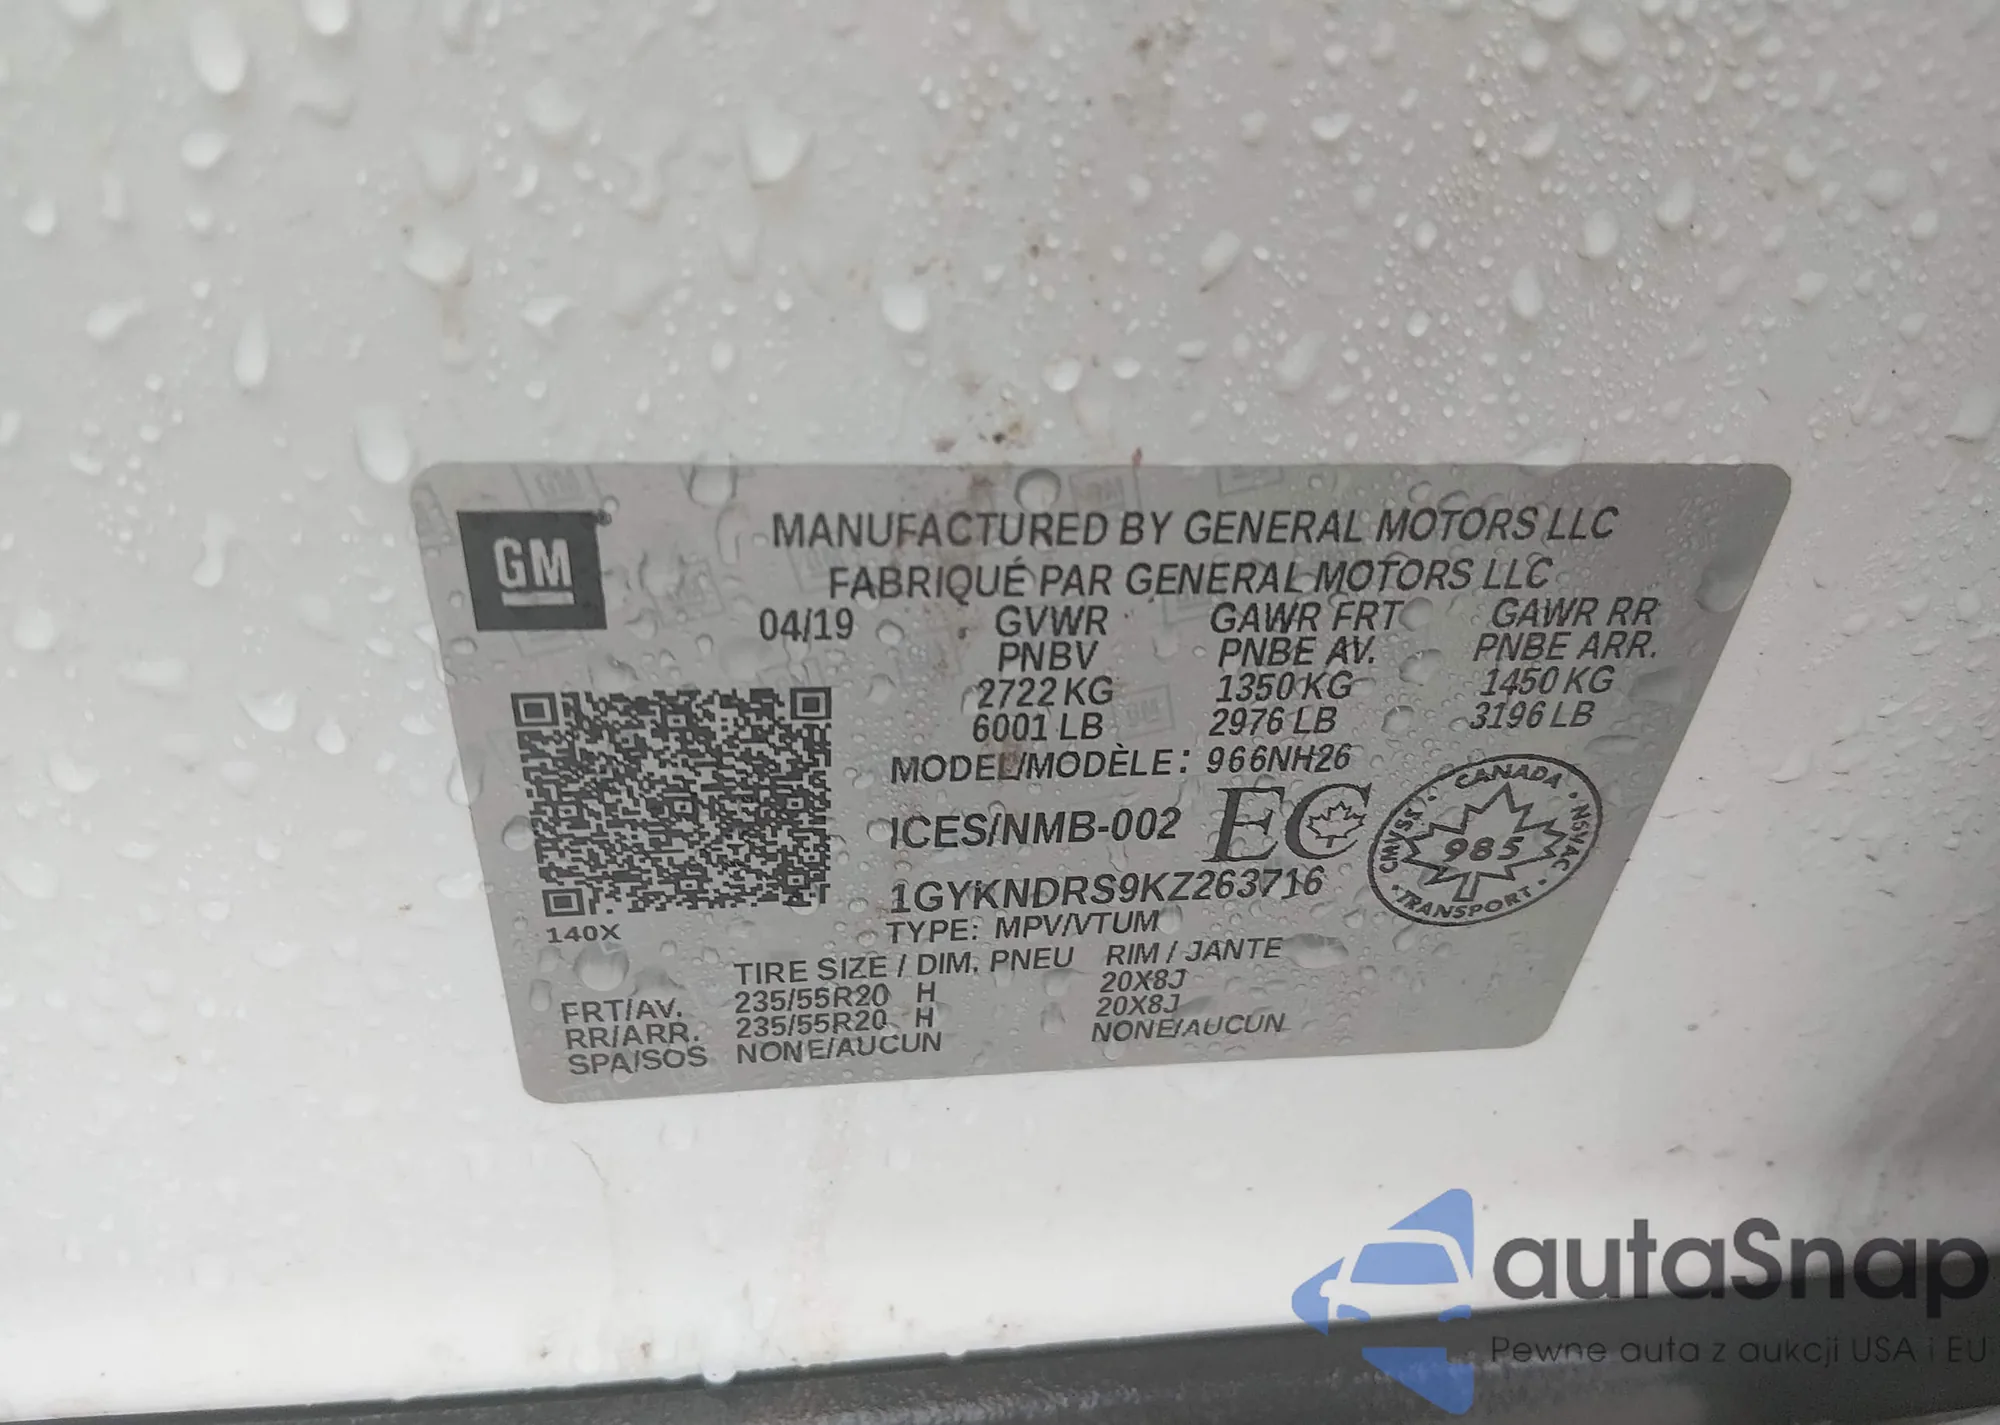 GM
MANUFACTURED BY GENERAL MOTORS LLC
FABRIQUÉ PAR GENERAL MOTORS LLC
04/19 GVWR GAWR FRT GAWR RR
PNBV PNBE AV. PNBE ARR.
2722 KG 1350 KG 1450 KG
6001 LB 2976 LB 3196 LB
MODEL/MODÈLE: 966NH26
ICES/NMB-002 EC
CANADA · NSVAC · TRANSPORT · CMVSS ·
985
1GYKNDRS9KZ263716
140X
TYPE: MPV/VTUM
TIRE SIZE / DIM. PNEU RIM / JANTE
FRT/AV. 235/55R20 H 20X8J
RR/ARR. 235/55R20 H 20X8J
SPA/SOS NONE/AUCUN NONE/AUCUN
autaSnap
Pewne auta z aukcji USA i EU